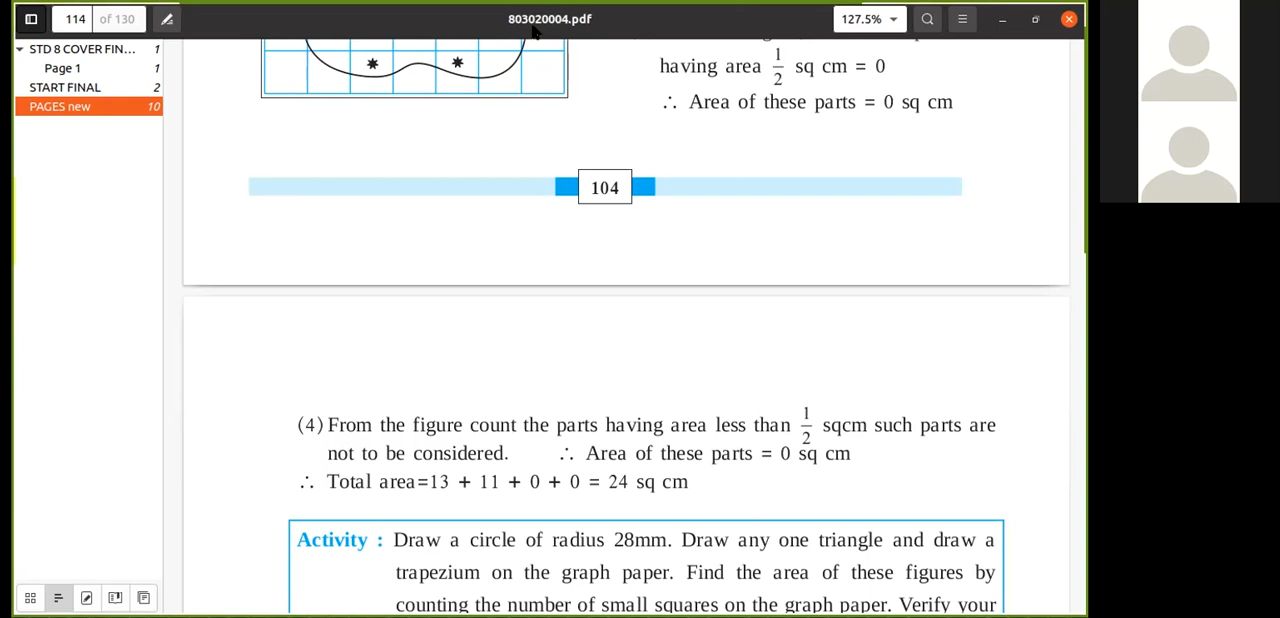 114 of 130
803020004.pdf
127.5%
STD 8 COVER FIN... 1
Page 1 1
START FINAL 2
PAGES new 10
having area 1/2 sq cm = 0
∴ Area of these parts = 0 sq cm
104
(4) From the figure count the parts having area less than 1/2 sqcm such parts are
not to be considered. ∴ Area of these parts = 0 sq cm
∴ Total area=13 + 11 + 0 + 0 = 24 sq cm
Activity : Draw a circle of radius 28mm. Draw any one triangle and draw a
trapezium on the graph paper. Find the area of these figures by
counting the number of small squares on the graph paper. Verify your